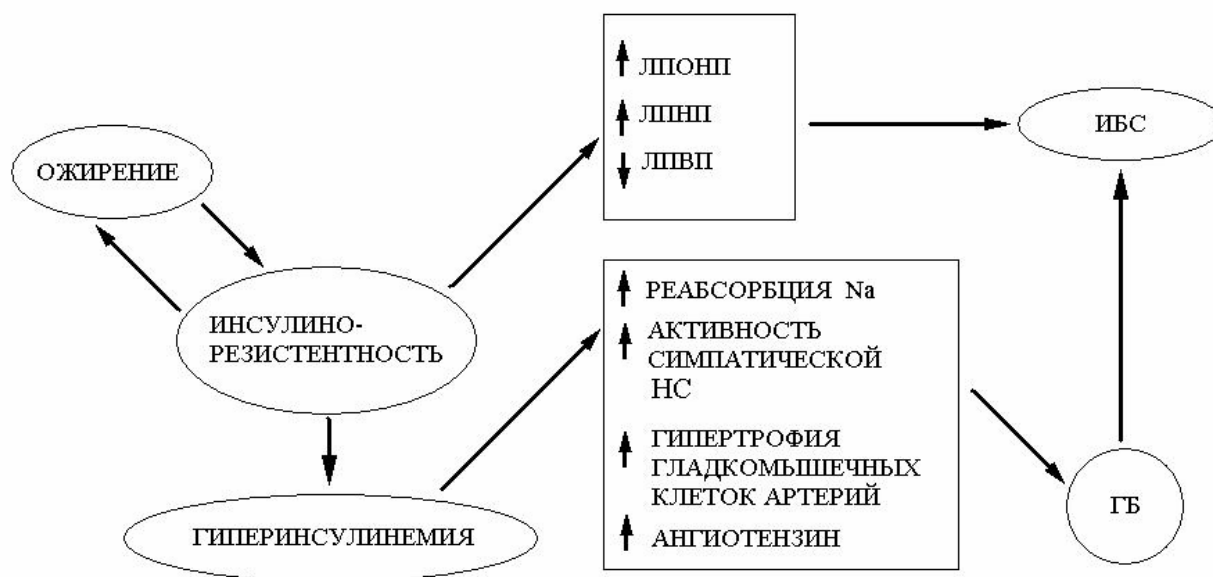 ОЖИРЕНИЕ
ИНСУЛИНО-
РЕЗИСТЕНТНОСТЬ
ГИПЕРИНСУЛИНЕМИЯ
ЛПОНП
ЛПНП
ЛПВП
РЕАБСОРБЦИЯ Na
АКТИВНОСТЬ
СИМПАТИЧЕСКОЙ
НС
ГИПЕРТРОФИЯ
ГЛАДКОМЫШЕЧНЫХ
КЛЕТОК АРТЕРИЙ
АНГИОТЕНЗИН
ИБС
ГБ